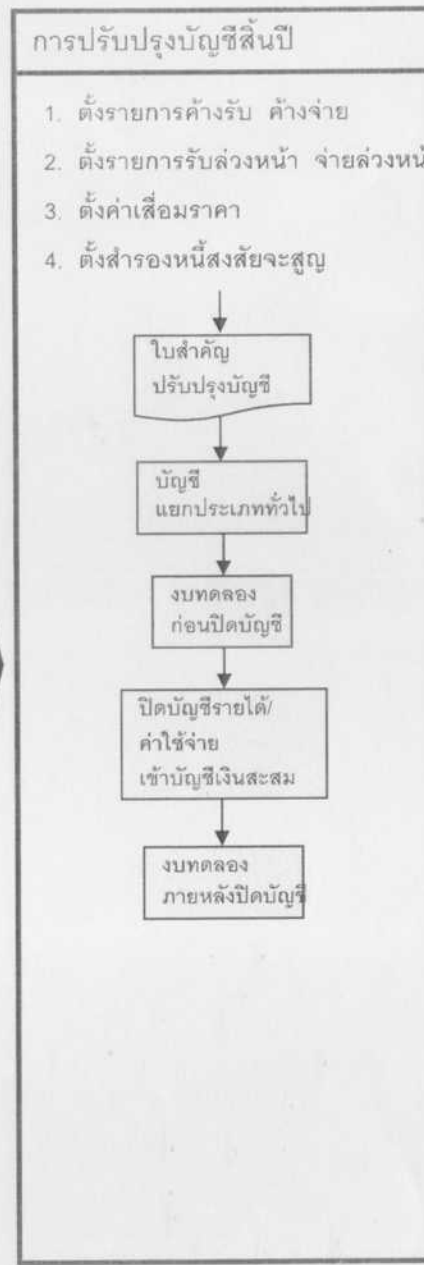 การปรับปรุงบัญชีสิ้นปี
1. ตั้งรายการค้างรับ ค้างจ่าย
2. ตั้งรายการรับล่วงหน้า จ่ายล่วงหน้
3. ตั้งค่าเสื่อมราคา
4. ตั้งสำรองหนี้สงสัยจะสูญ
ใบสำคัญ
ปรับปรุงบัญชี
บัญชี
แยกประเภททั่วไป
งบทดลอง
ก่อนปิดบัญชี
ปิดบัญชีรายได้/
ค่าใช้จ่าย
เข้าบัญชีเงินสะสม
งบทดลอง
ภายหลังปิดบัญชี